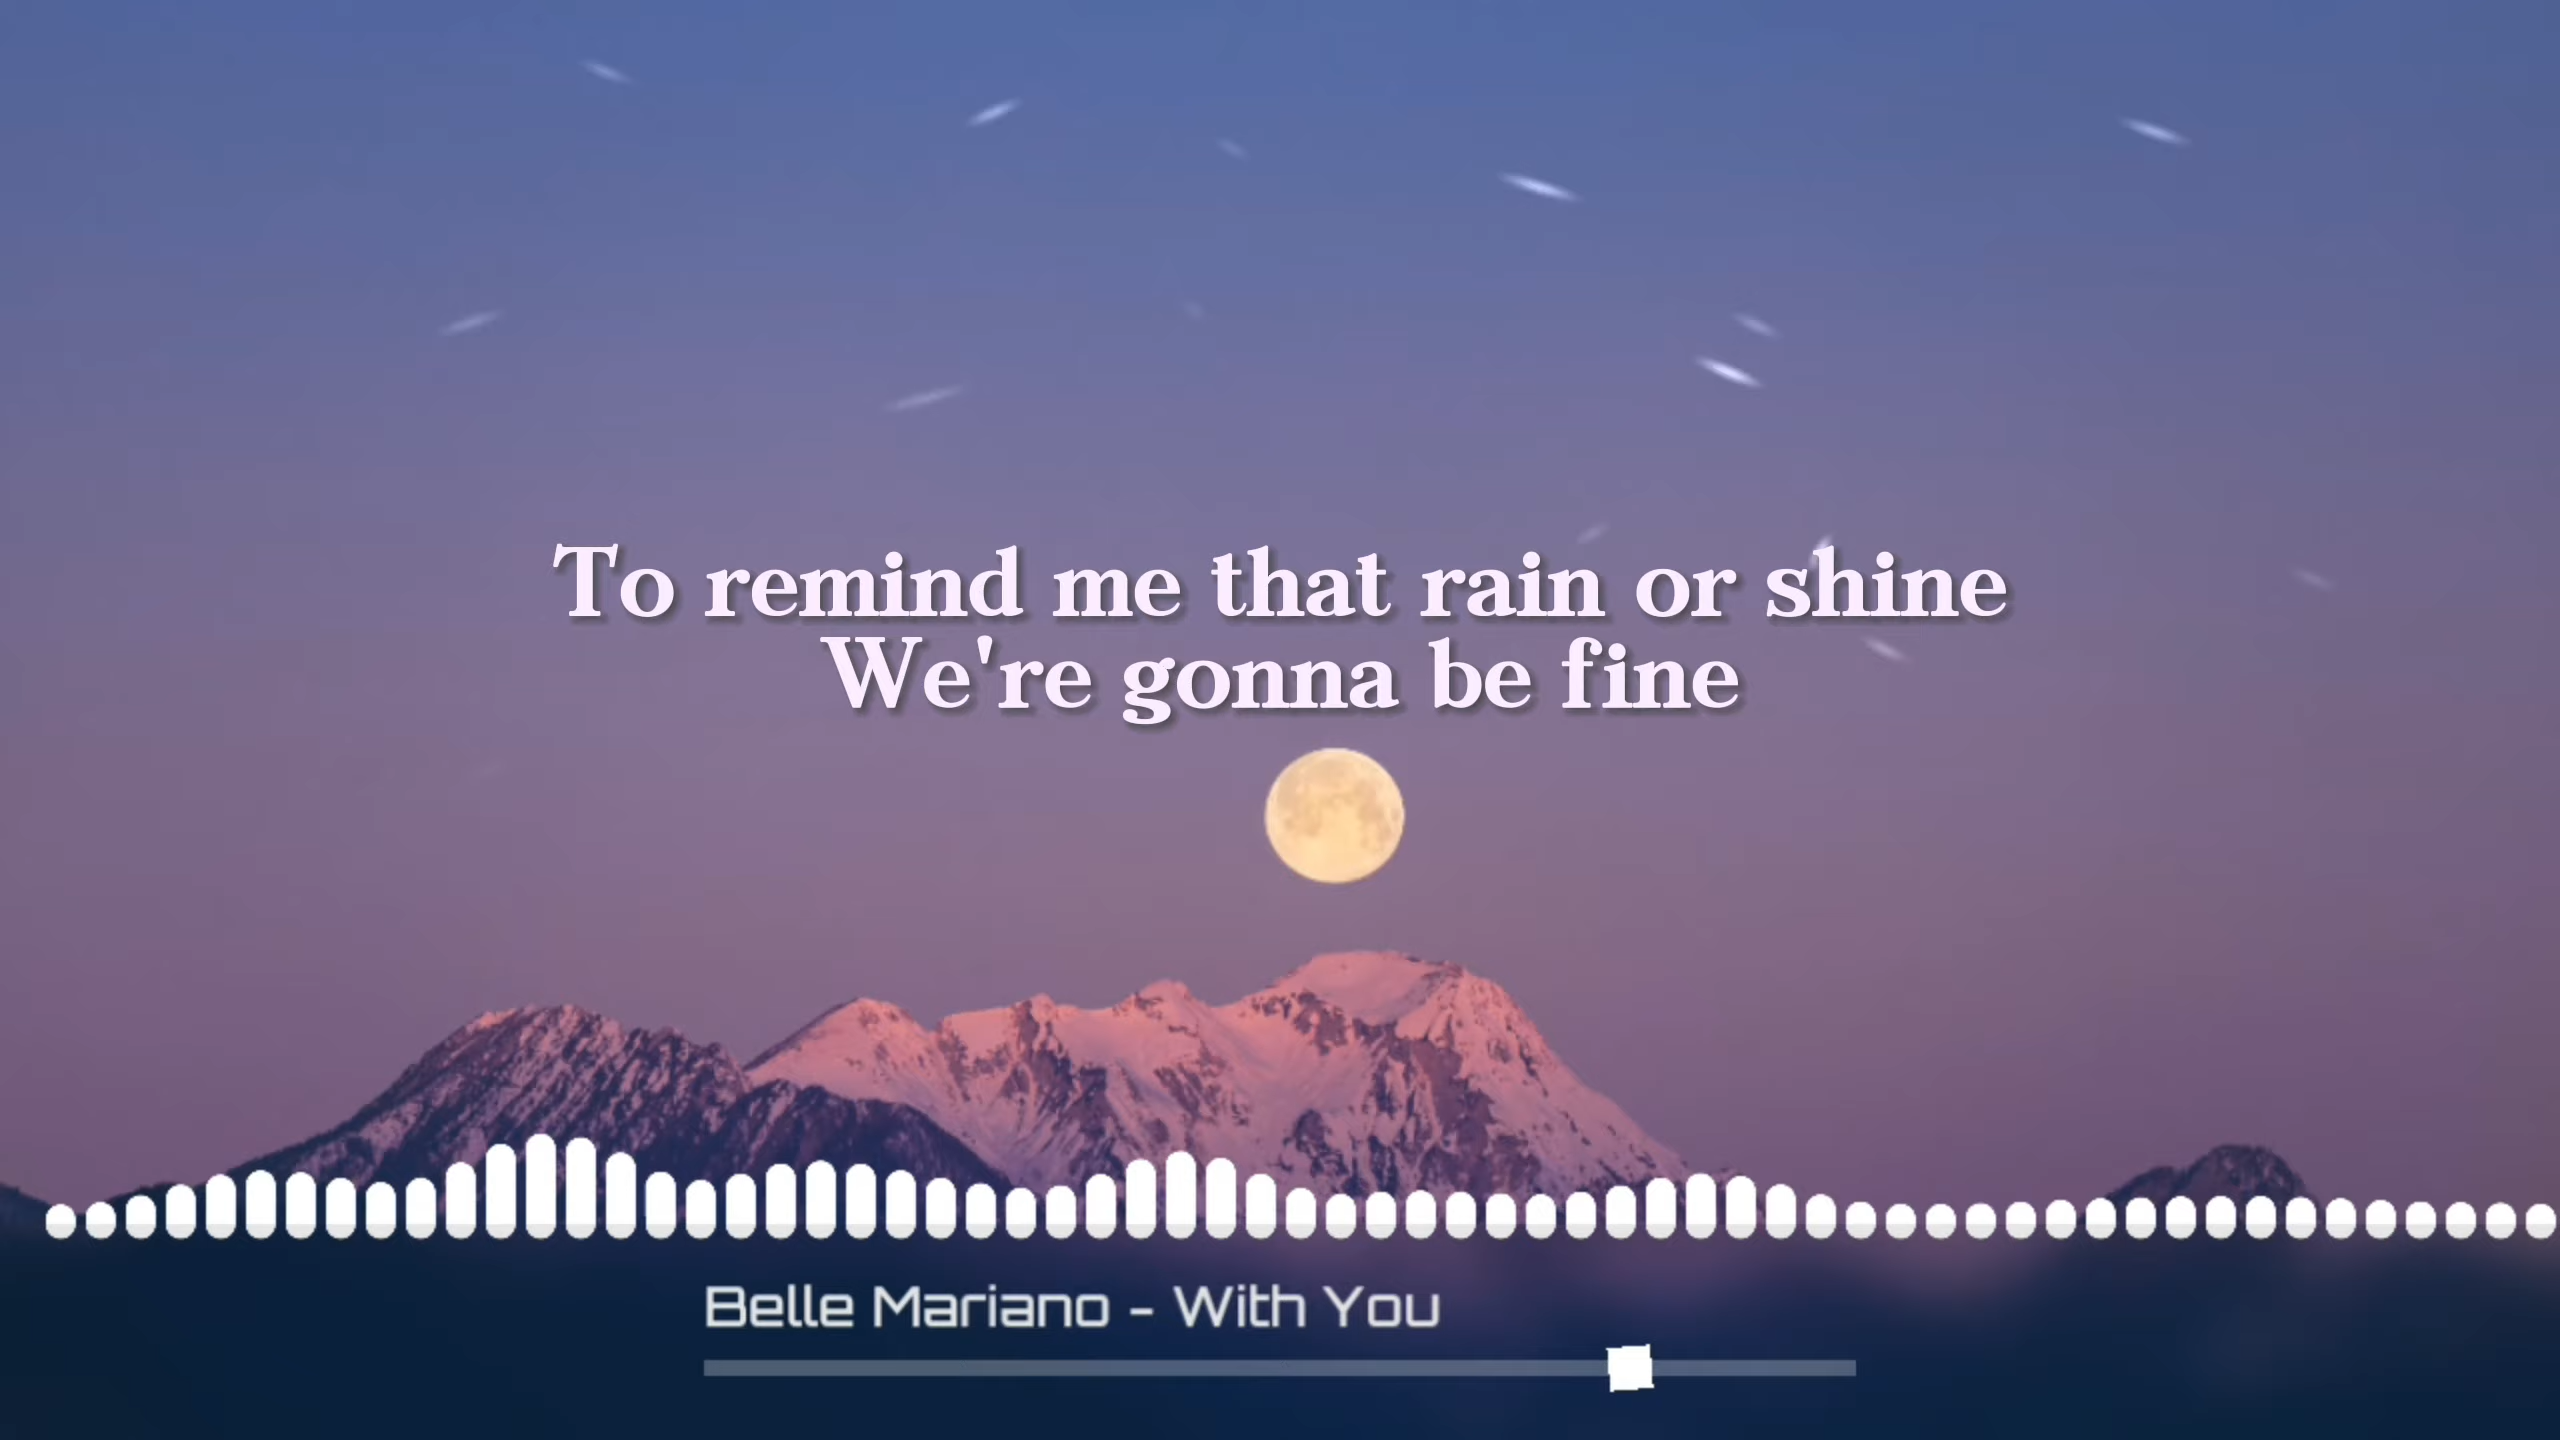 To remind me that rain or shine
We're gonna be fine
Belle Mariano - With You